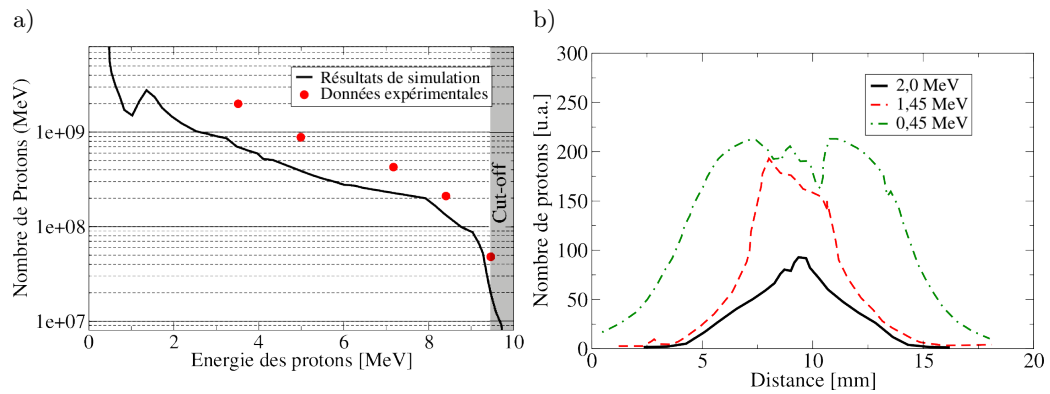 a)
Nombre de Protons (MeV)
1e+09
1e+08
1e+07
Résultats de simulation
Données expérimentales
Cut-off
0 2 4 6 8 10
Energie des protons [MeV]
b)
Nombre de protons [u.a.]
300
250
200
150
100
50
0
2,0 MeV
1,45 MeV
0,45 MeV
0 5 10 15 20
Distance [mm]